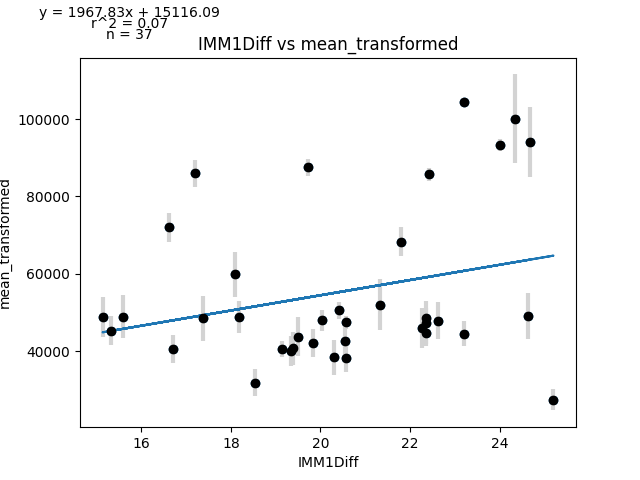 y = 1967.83x + 15116.09
r^2 = 0.07
n = 37
IMM1Diff vs mean_transformed
100000
80000
60000
40000
mean_transformed
16 18 20 22 24
IMM1Diff